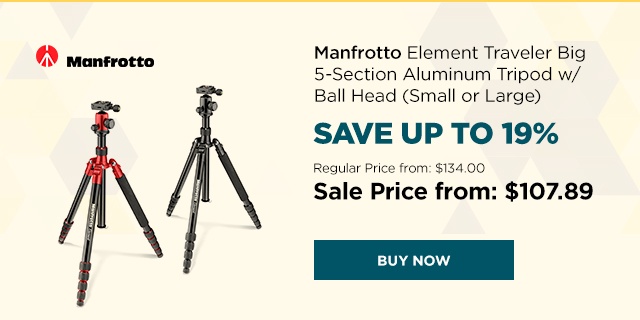 Manfrotto
Manfrotto Element Traveler Big
5-Section Aluminum Tripod w/
Ball Head (Small or Large)
SAVE UP TO 19%
Regular Price from: $134.00
Sale Price from: $107.89
BUY NOW